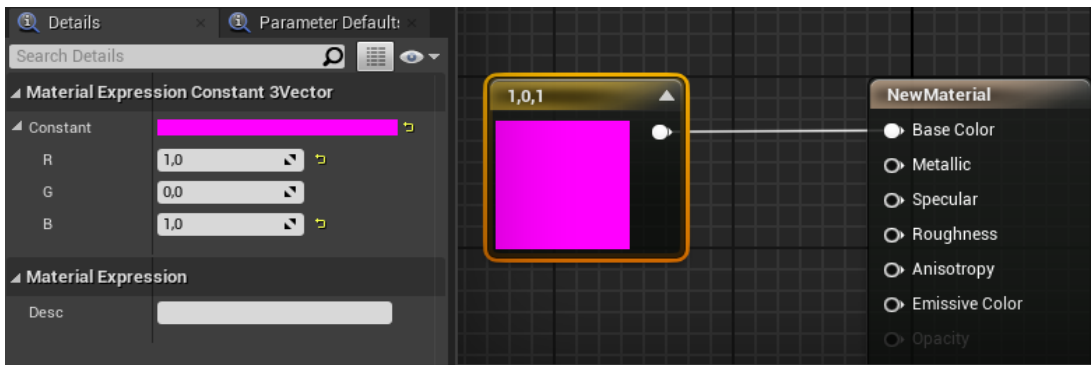 Details
Parameter Defaults
Search Details
Material Expression Constant 3Vector
Constant
R 1,0
G 0,0
B 1,0
Material Expression
Desc
1,0,1
NewMaterial
Base Color
Metallic
Specular
Roughness
Anisotropy
Emissive Color
Opacity